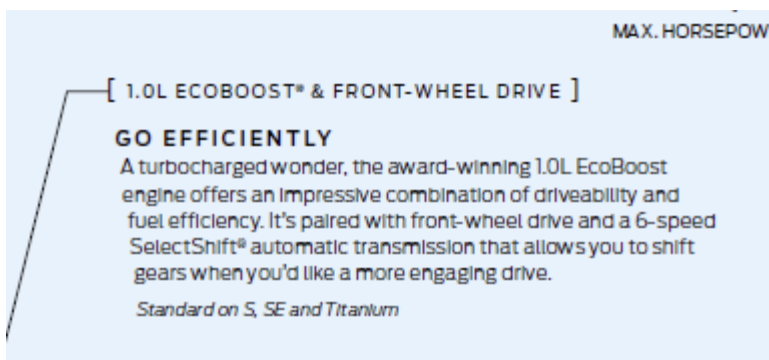 MAX. HORSEPOW
[ 1.0L ECOBOOST® & FRONT-WHEEL DRIVE ]
GO EFFICIENTLY
A turbocharged wonder, the award-winning 1.0L EcoBoost
engine offers an impressive combination of driveability and
fuel efficiency. It's paired with front-wheel drive and a 6-speed
SelectShift® automatic transmission that allows you to shift
gears when you'd like a more engaging drive.
Standard on S, SE and Titanium